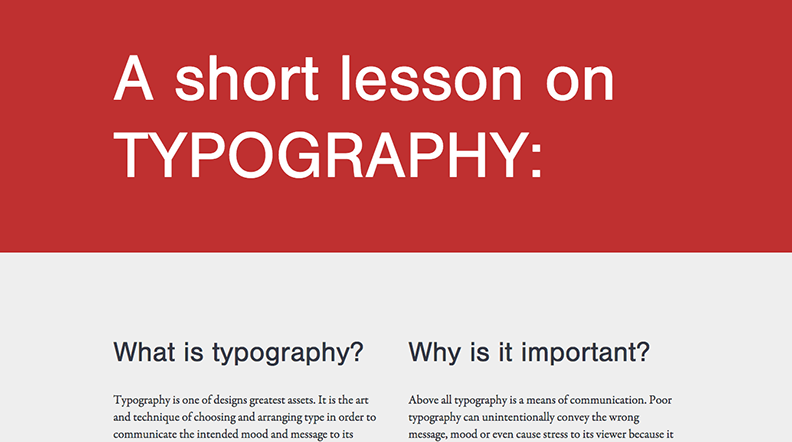 A short lesson on
TYPOGRAPHY:
What is typography?
Typography is one of designs greatest assets. It is the art
and technique of choosing and arranging type in order to
communicate the intended mood and message to its
Why is it important?
Above all typography is a means of communication. Poor
typography can unintentionally convey the wrong
message, mood or even cause stress to its viewer because it